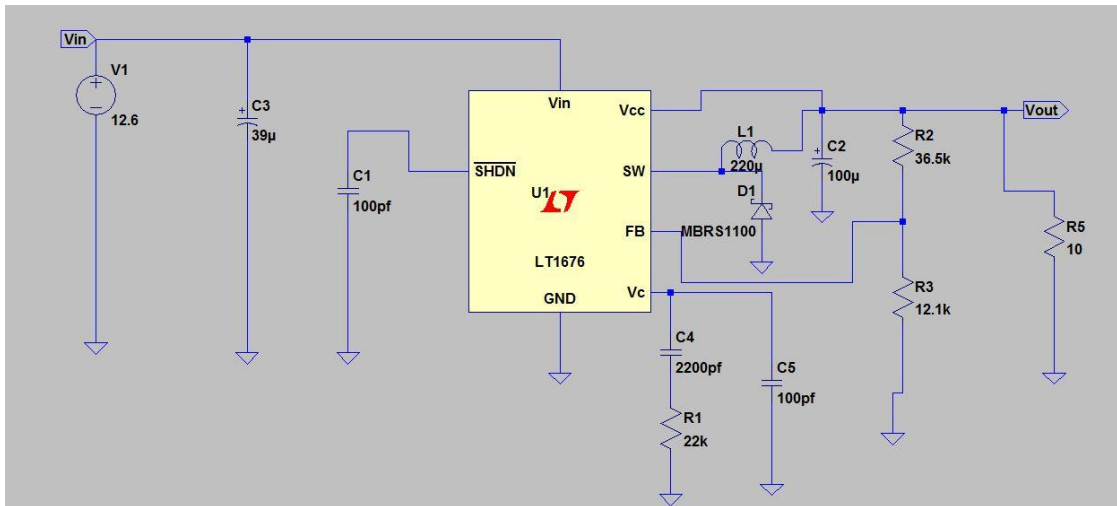 Vin
V1
12.6
C3
39µ
C1
100pf
Vin
Vcc
SHDN
SW
U1
FB
LT1676
GND
Vc
L1
220µ
D1
MBRS1100
C2
100µ
R2
36.5k
Vout
R5
10
R3
12.1k
C4
2200pf
C5
100pf
R1
22k